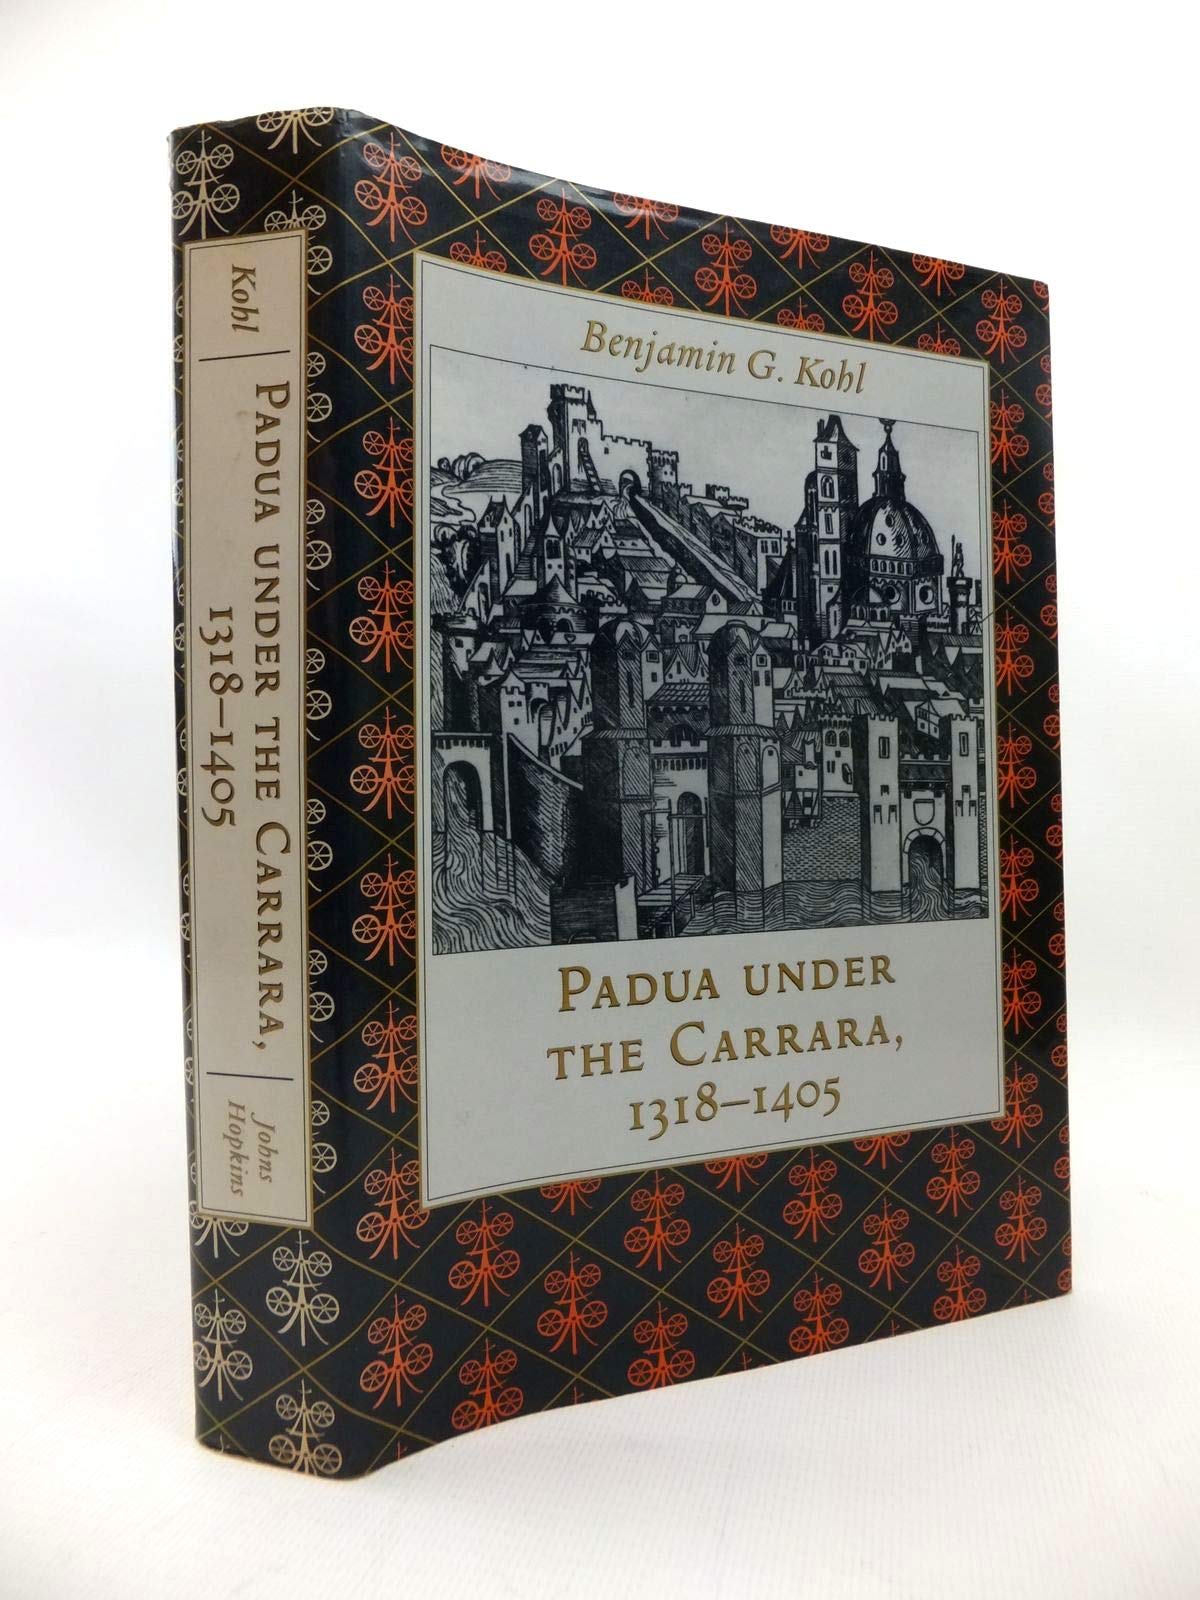 Kohl
PADUA UNDER THE CARRARA,
1318–1405
Johns
Hopkins
Benjamin G. Kohl
PADUA UNDER
THE CARRARA,
1318–1405